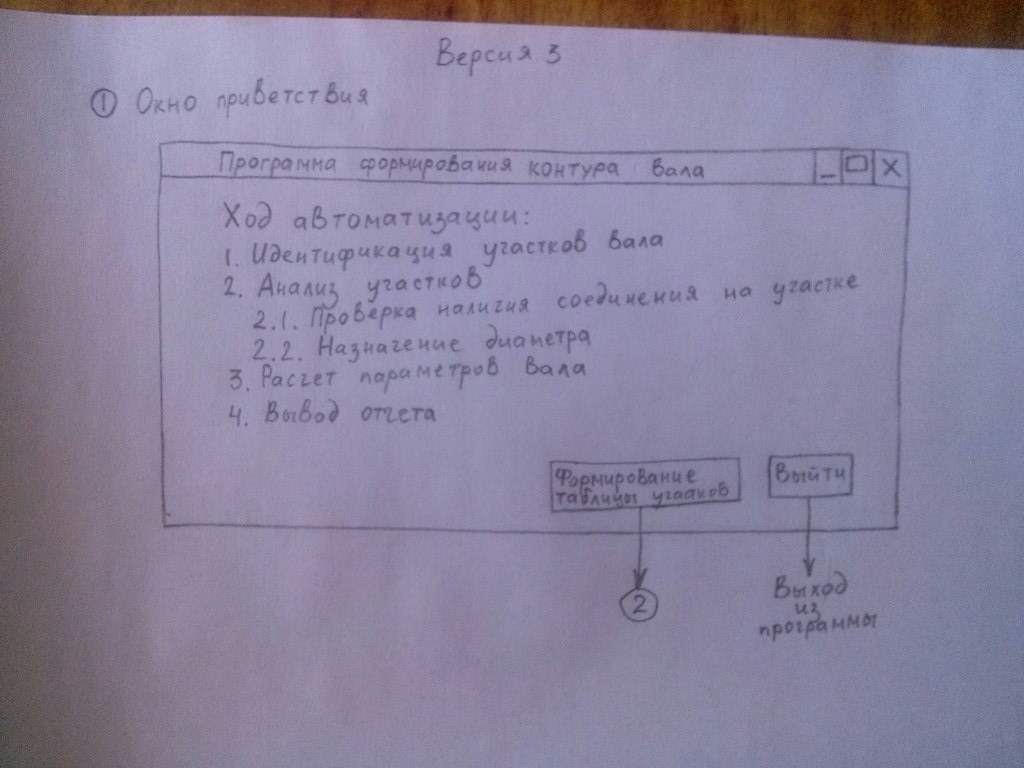 Версия 3
① Окно приветствия
Программа формирования контура вала _ □ X
Ход автоматизации:
1. Идентификация участков вала
2. Анализ участков
2.1. Проверка наличия соединения на участке
2.2. Назначение диаметра
3. Расчет параметров вала
4. Вывод отчета
Формирование
таблицы
Выйти
2
Выход
из
программы